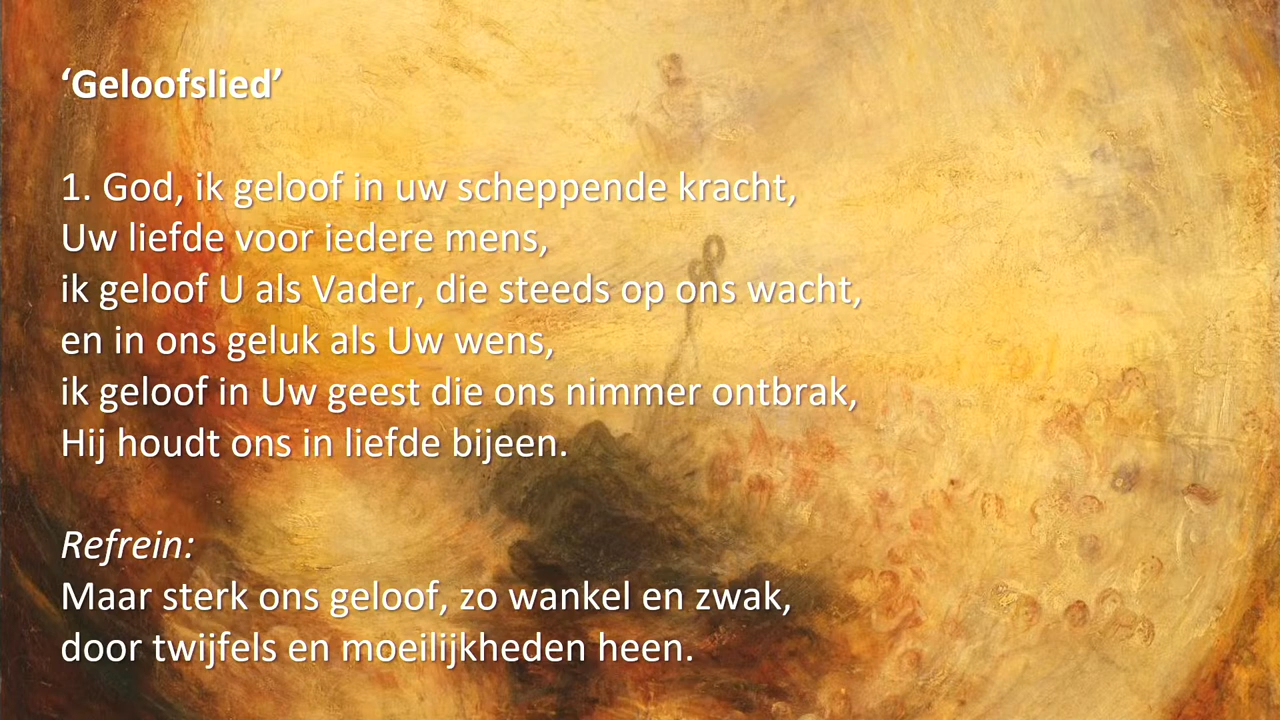 ‘Geloofslied’
1. God, ik geloof in uw scheppende kracht,
Uw liefde voor iedere mens,
ik geloof U als Vader, die steeds op ons wacht,
en in ons geluk als Uw wens,
ik geloof in Uw geest die ons nimmer ontbrak,
Hij houdt ons in liefde bijeen.
Refrein:
Maar sterk ons geloof, zo wankel en zwak,
door twijfels en moeilijkheden heen.